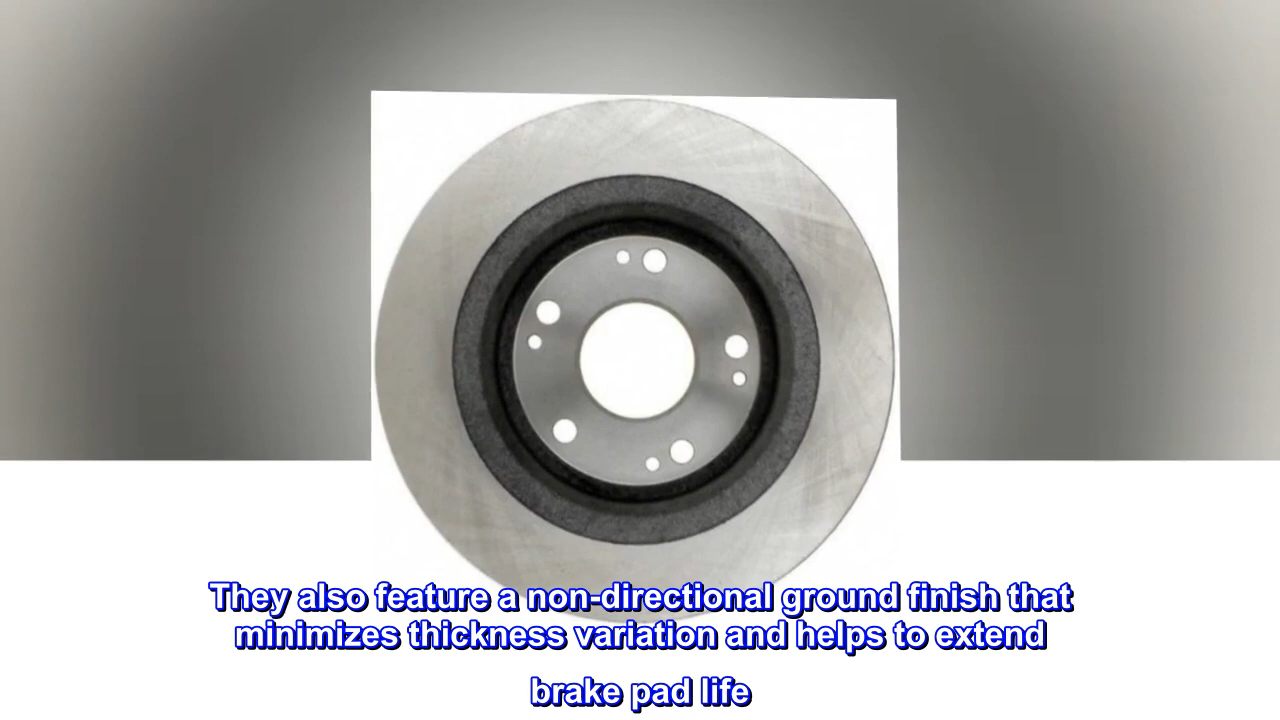 They also feature a non-directional ground finish that
minimizes thickness variation and helps to extend
brake pad life